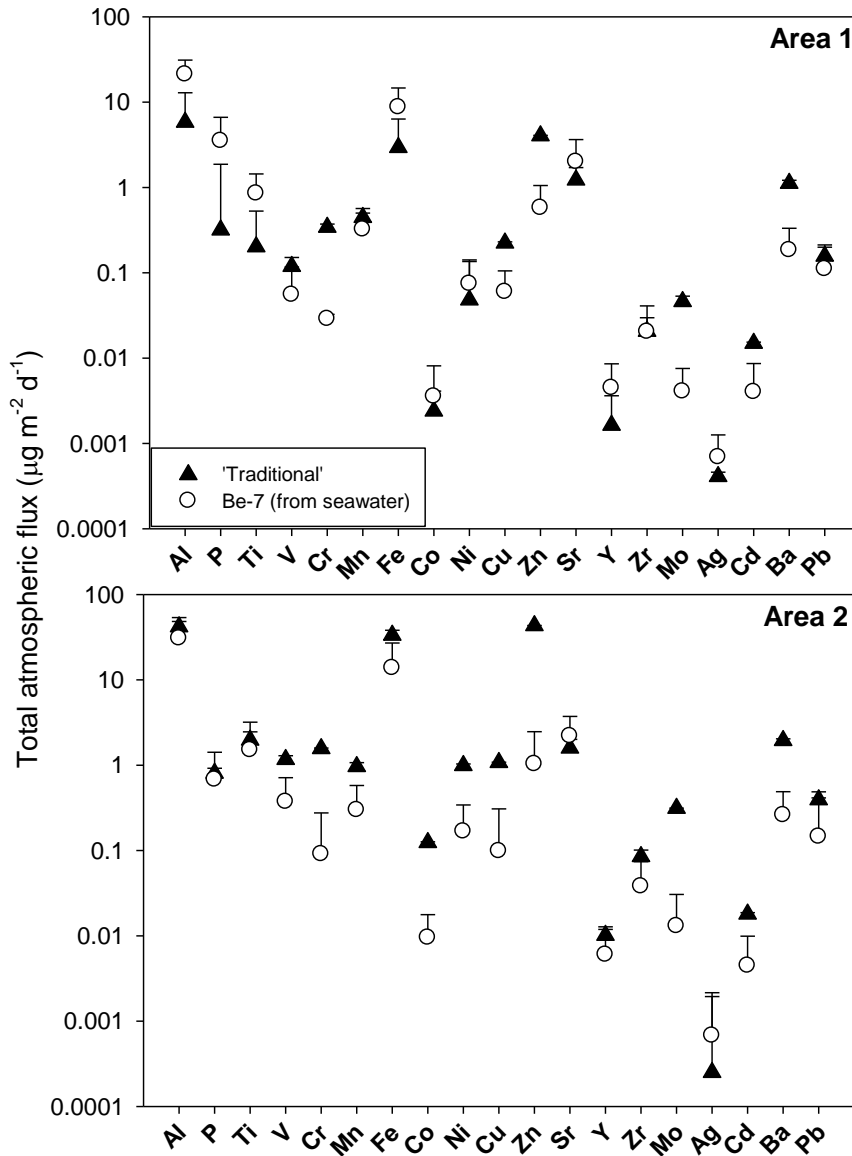 Area 1
100
10
1
0.1
0.01
0.001
0.0001
'Traditional'
Be-7 (from seawater)
Al P Ti V Cr Mn Fe Co Ni Cu Zn Sr Y Zr Mo Ag Cd Ba Pb
Total atmospheric flux (µg m⁻² d⁻¹)
Area 2
100
10
1
0.1
0.01
0.001
0.0001
Al P Ti V Cr Mn Fe Co Ni Cu Zn Sr Y Zr Mo Ag Cd Ba Pb